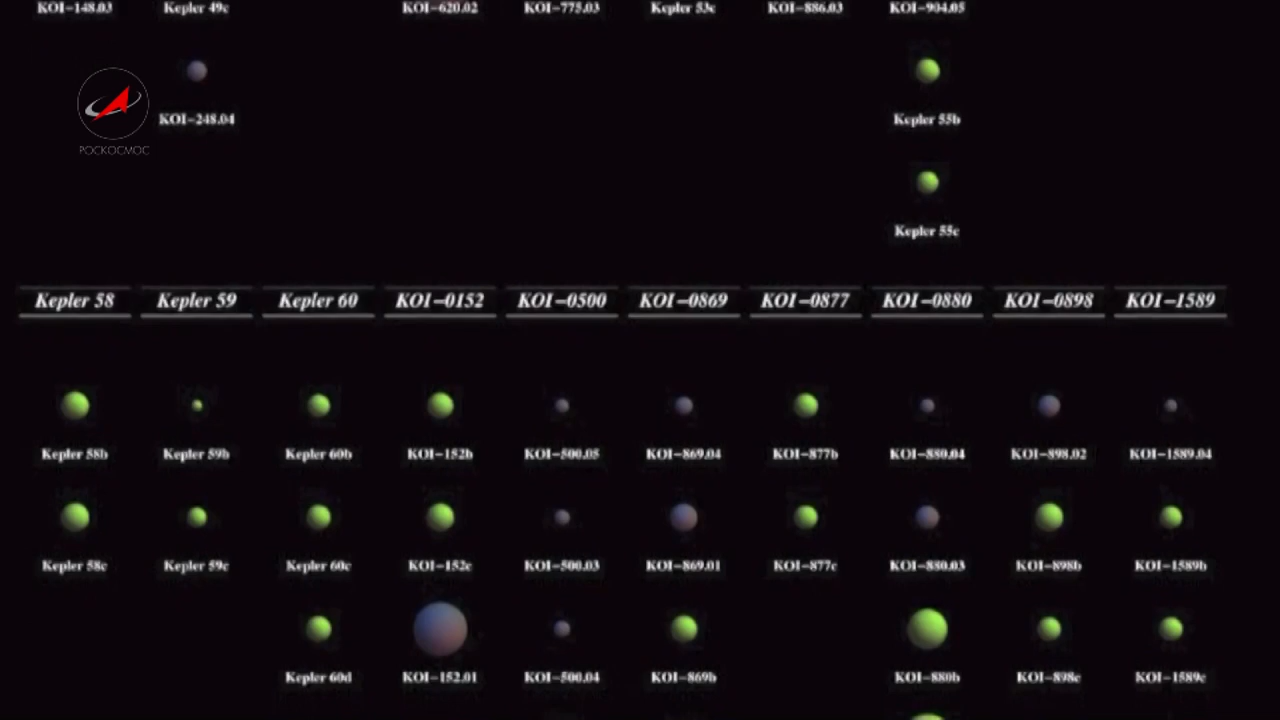 KOI-148.03 Kepler 49c KOI-620.02 KOI-775.03 Kepler 53c KOI-886.03 KOI-904.05
KOI-248.04 Kepler 55b
РОСКОСМОС
Kepler 55c
Kepler 58 Kepler 59 Kepler 60 KOI-0152 KOI-0500 KOI-0869 KOI-0877 KOI-0880 KOI-0898 KOI-1589
Kepler 58b Kepler 59b Kepler 60b KOI-152b KOI-500.05 KOI-869.04 KOI-877b KOI-880.04 KOI-898.02 KOI-1589.04
Kepler 58c Kepler 59c Kepler 60c KOI-152c KOI-500.03 KOI-869.01 KOI-877c KOI-880.03 KOI-898b KOI-1589b
Kepler 60d KOI-152.01 KOI-500.04 KOI-869b KOI-880b KOI-898c KOI-1589c